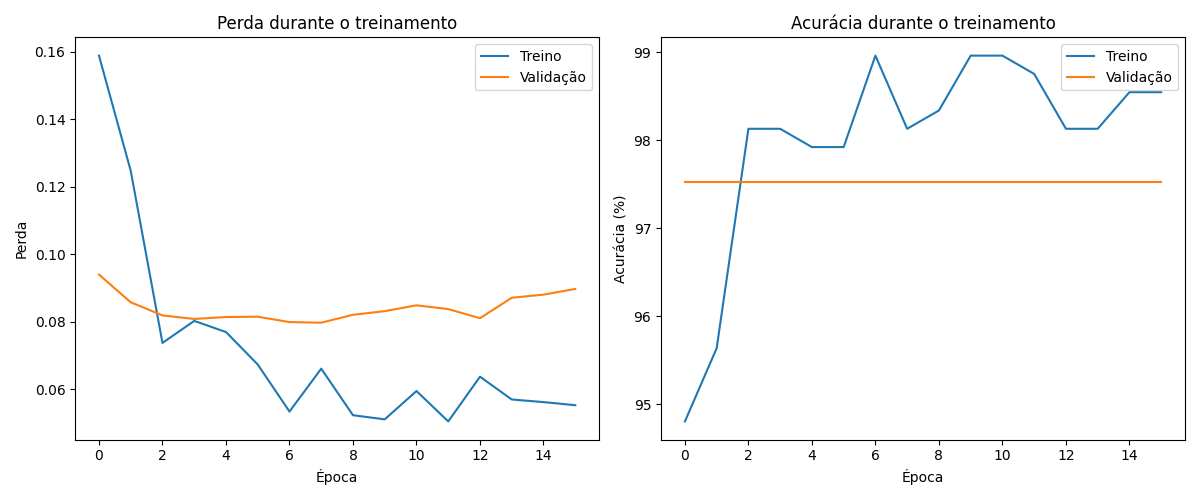 Perda durante o treinamento
0.16
0.14
0.12
0.10
0.08
0.06
Perda
0 2 4 6 8 10 12 14
Época
Treino
Validação
Acurácia durante o treinamento
99
98
97
96
95
Acurácia (%)
0 2 4 6 8 10 12 14
Época
Treino
Validação